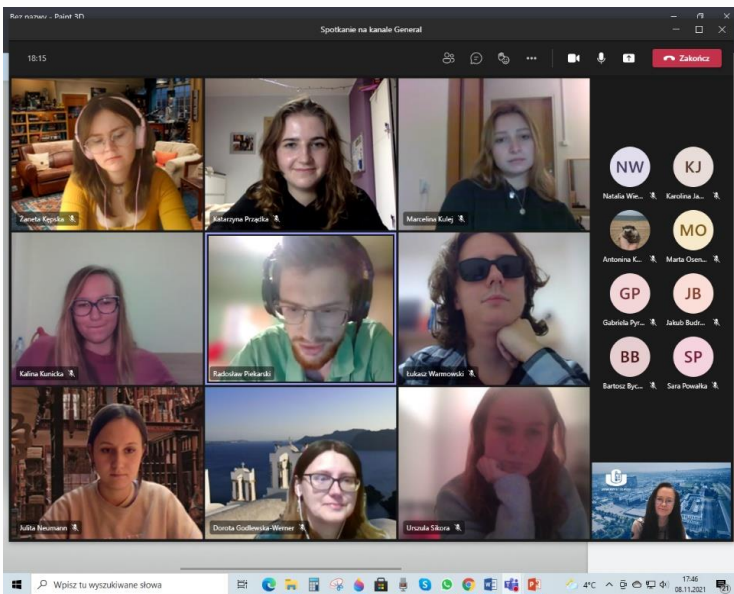 Bez nazwy - Paint 3D
Spotkanie na kanale General
18:15
Zakończ
Żaneta Kępska
Katarzyna Prządka
Marcelina Kulej
Kalina Kunicka
Radosław Piekarski
Łukasz Warmowski
Julita Neumann
Dorota Godlewska-Werner
Urszula Sikora
NW
KJ
Natalia Wie...
Karolina Ja...
MO
Antonina K...
Marta Osen...
GP
JB
Gabriela Pyr...
Jakub Budr...
BB
SP
Bartosz Byc...
Sara Powałka
Wpisz tu wyszukiwane słowa
4°C
17:46
08.11.2021